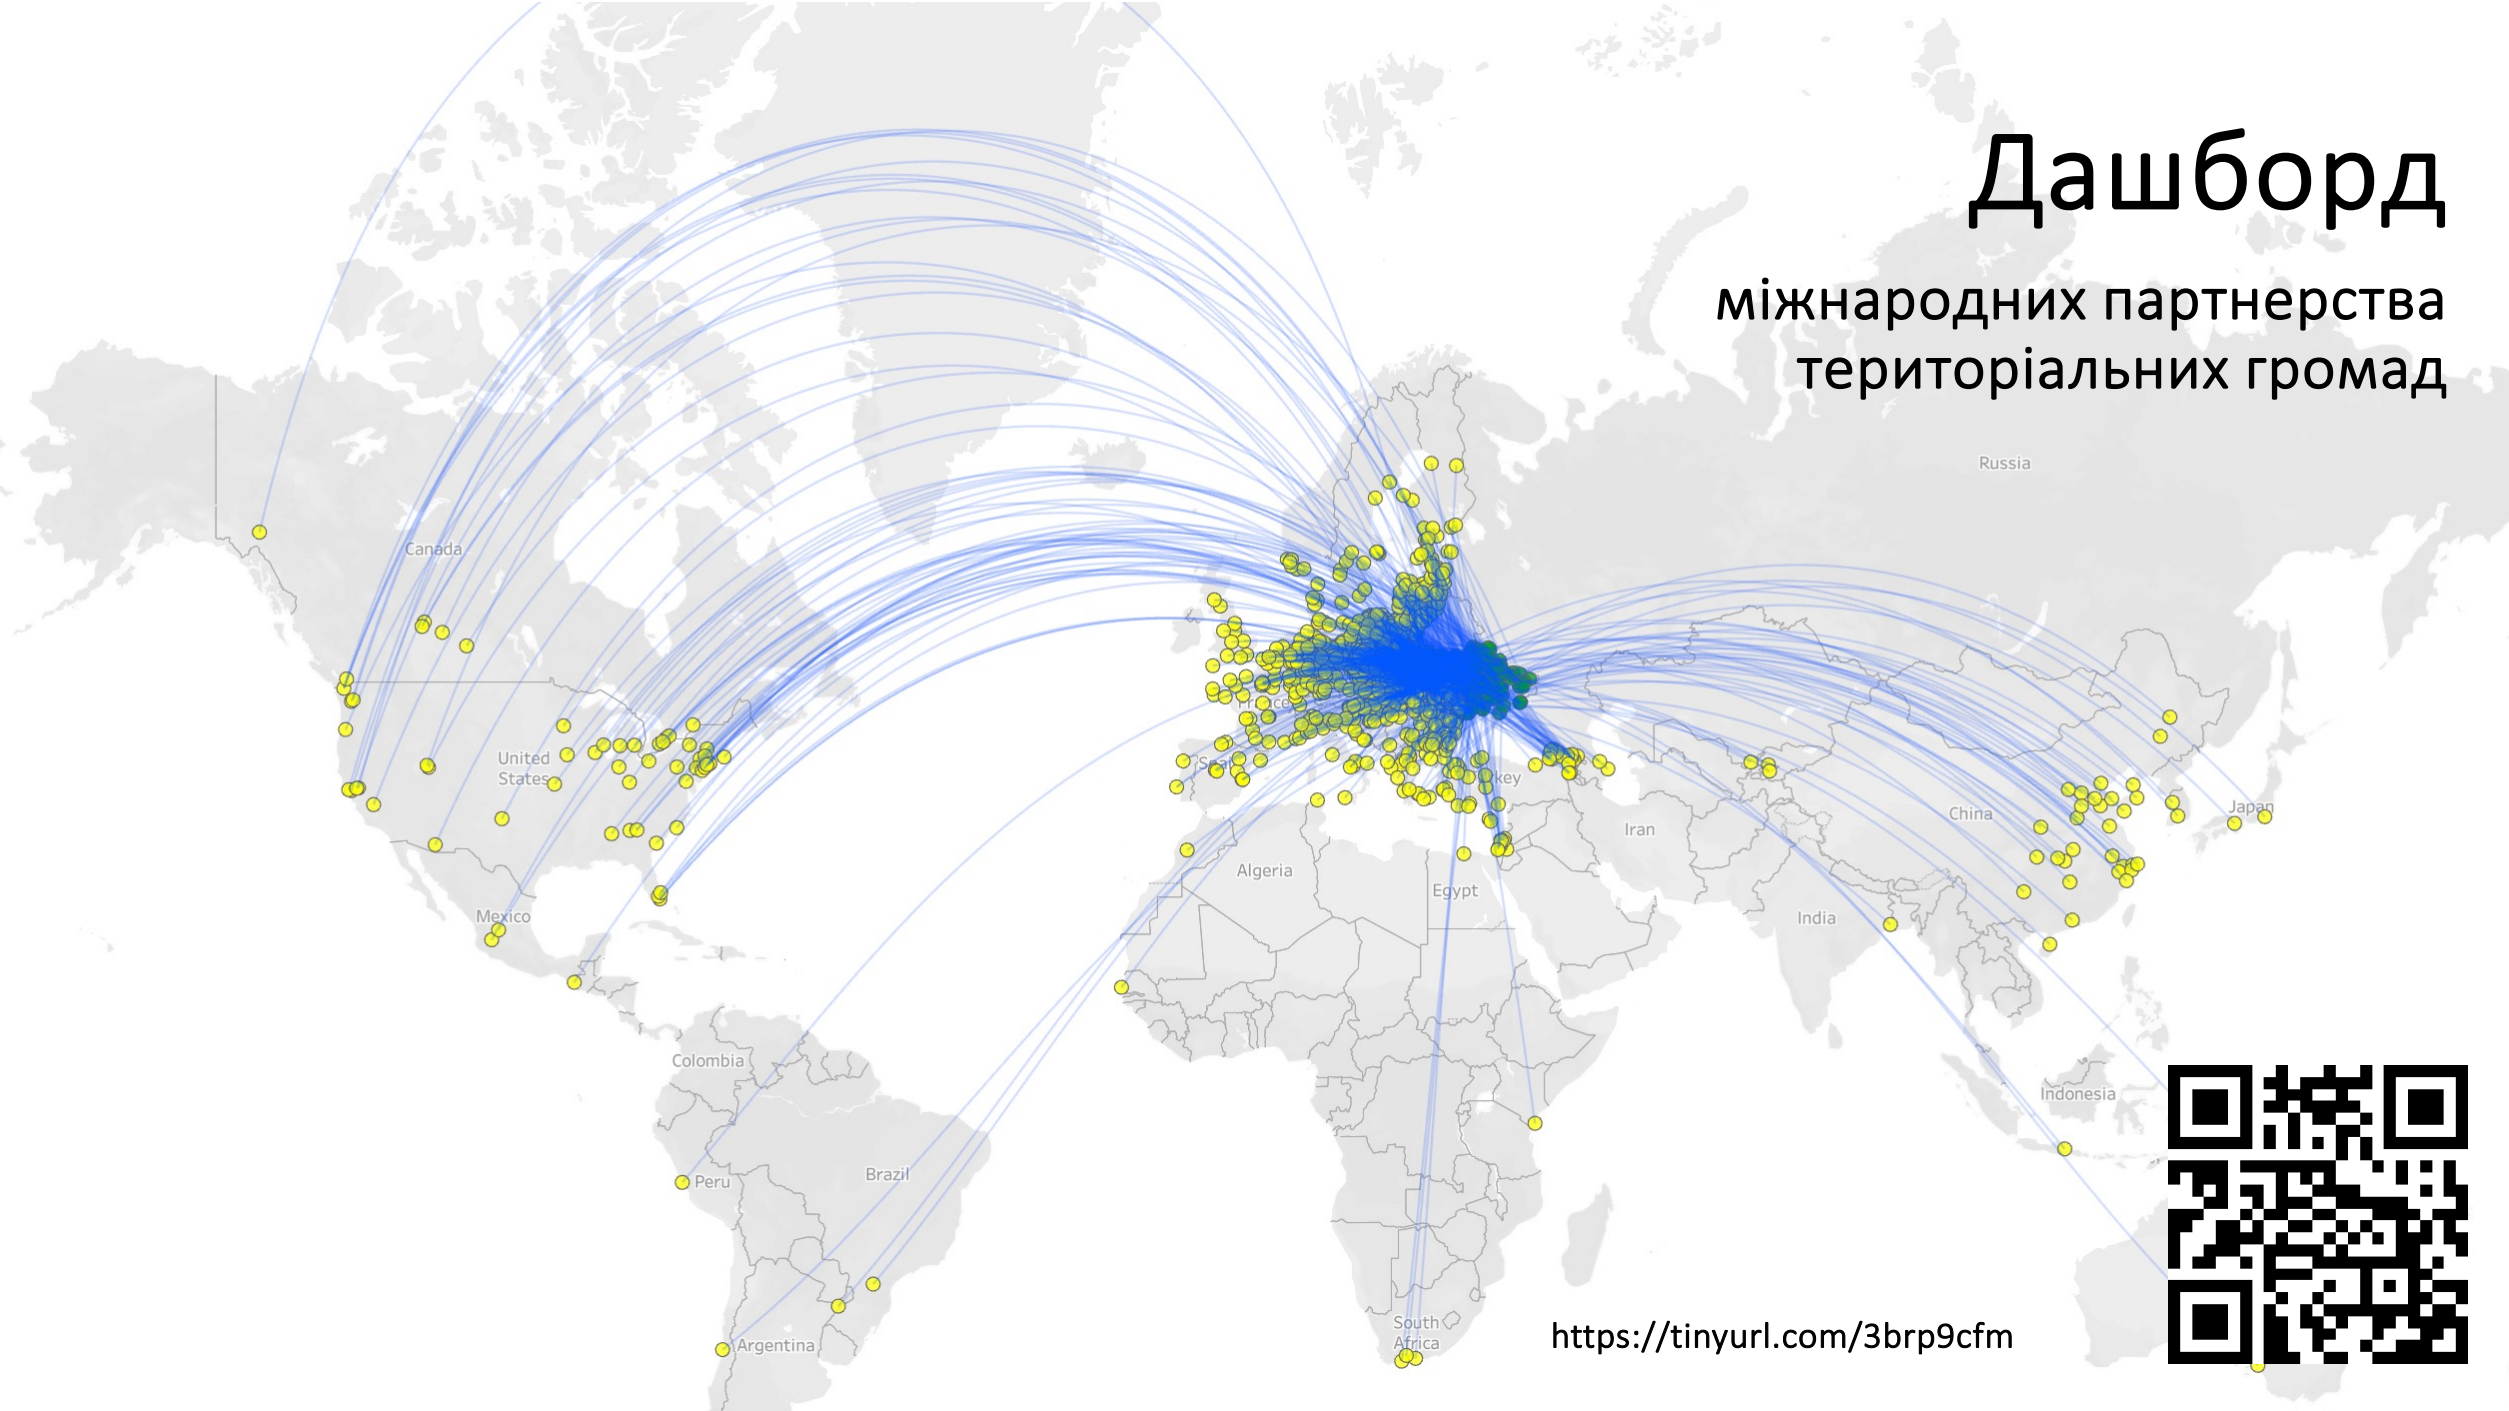 Дашборд
міжнародних партнерства
територіальних громад
Russia
Canada
United
States
Japan
China
Iran
Algeria
Egypt
Mexico
India
Colombia
Indonesia
Brazil
Peru
South
Africa
Argentina
https://tinyurl.com/3brp9cfm